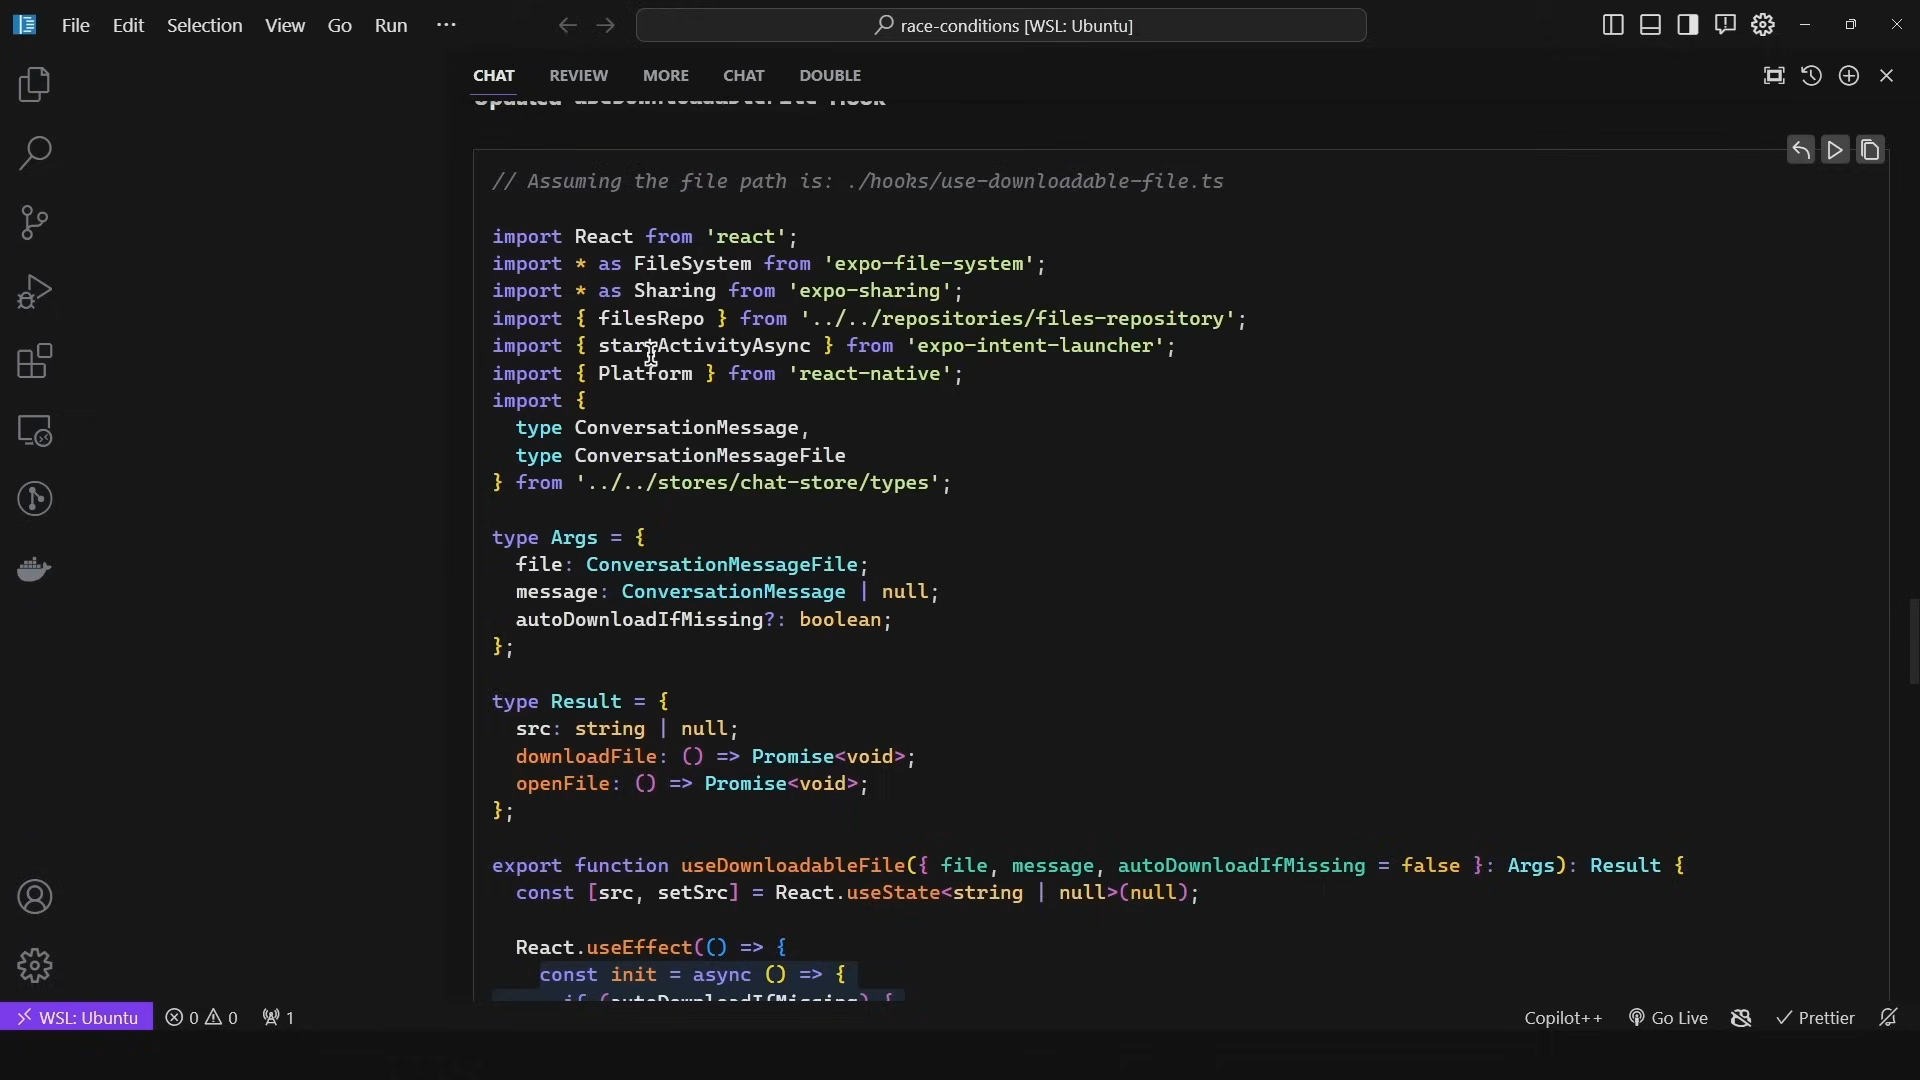 File Edit Selection View Go Run ···
race-conditions [WSL: Ubuntu]
CHAT REVIEW MORE CHAT DOUBLE
Updated useDownloadableFile Hook
// Assuming the file path is: ./hooks/use-downloadable-file.ts
import React from 'react';
import * as FileSystem from 'expo-file-system';
import * as Sharing from 'expo-sharing';
import { filesRepo } from '../../repositories/files-repository';
import { startActivityAsync } from 'expo-intent-launcher';
import { Platform } from 'react-native';
import {
  type ConversationMessage,
  type ConversationMessageFile
} from '../../stores/chat-store/types';
type Args = {
  file: ConversationMessageFile;
  message: ConversationMessage | null;
  autoDownloadIfMissing?: boolean;
};
type Result = {
  src: string | null;
  downloadFile: () => Promise<void>;
  openFile: () => Promise<void>;
};
export function useDownloadableFile({ file, message, autoDownloadIfMissing = false }: Args): Result {
  const [src, setSrc] = React.useState<string | null>(null);
  React.useEffect(() => {
    const init = async () => {
      if (autoDownloadIfMissing) {
WSL: Ubuntu 0 0 1 Copilot++ Go Live Prettier